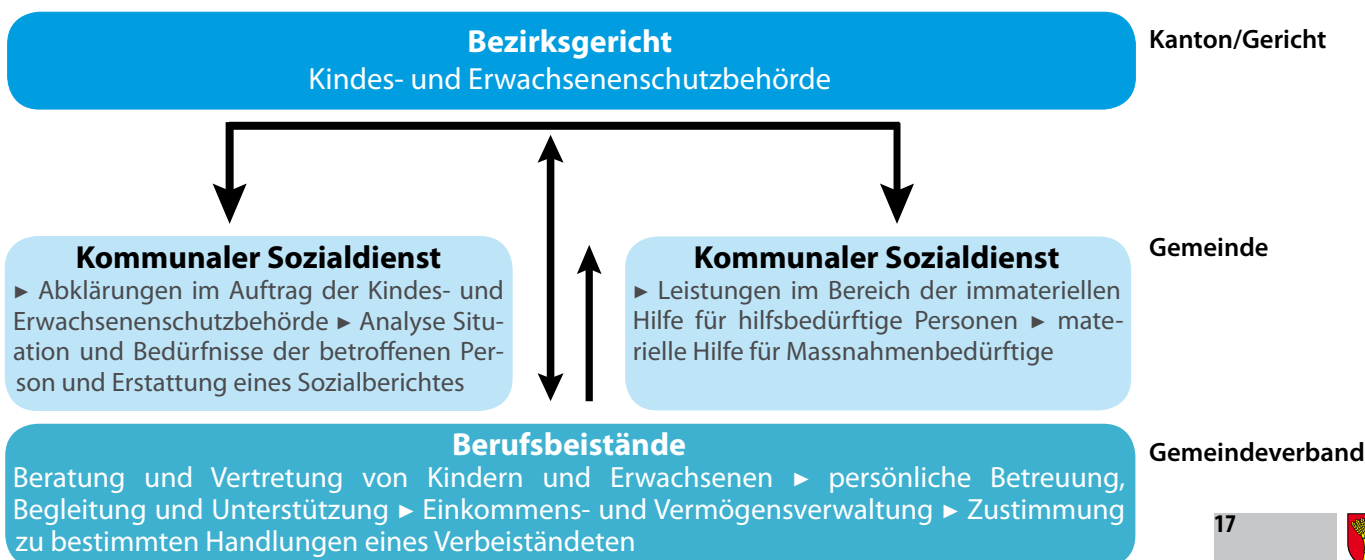 Bezirksgericht
Kindes- und Erwachsenenschutzbehörde
Kanton/Gericht
Kommunaler Sozialdienst
► Abklärungen im Auftrag der Kindes- und
Erwachsenenschutzbehörde ► Analyse Situ-
ation und Bedürfnisse der betroffenen Per-
son und Erstattung eines Sozialberichtes
Kommunaler Sozialdienst
► Leistungen im Bereich der immateriellen
Hilfe für hilfsbedürftige Personen ► mate-
rielle Hilfe für Massnahmenbedürftige
Gemeinde
Berufsbeistände
Beratung und Vertretung von Kindern und Erwachsenen ► persönliche Betreuung,
Begleitung und Unterstützung ► Einkommens- und Vermögensverwaltung ► Zustimmung
zu bestimmten Handlungen eines Verbeiständeten
Gemeindeverband
17